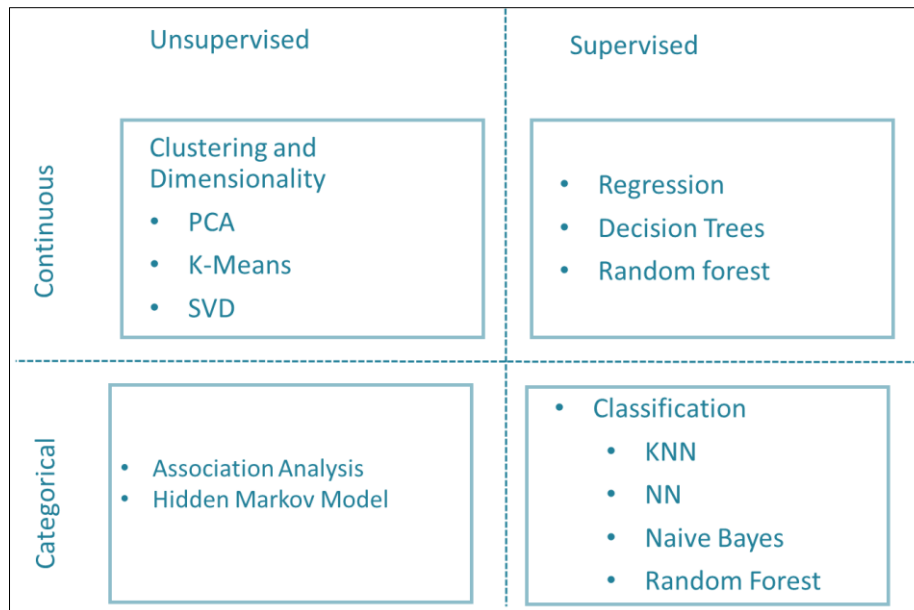 Unsupervised
Supervised
Continuous
Clustering and
Dimensionality
• PCA
• K-Means
• SVD
• Regression
• Decision Trees
• Random forest
Categorical
• Association Analysis
• Hidden Markov Model
• Classification
• KNN
• NN
• Naive Bayes
• Random Forest